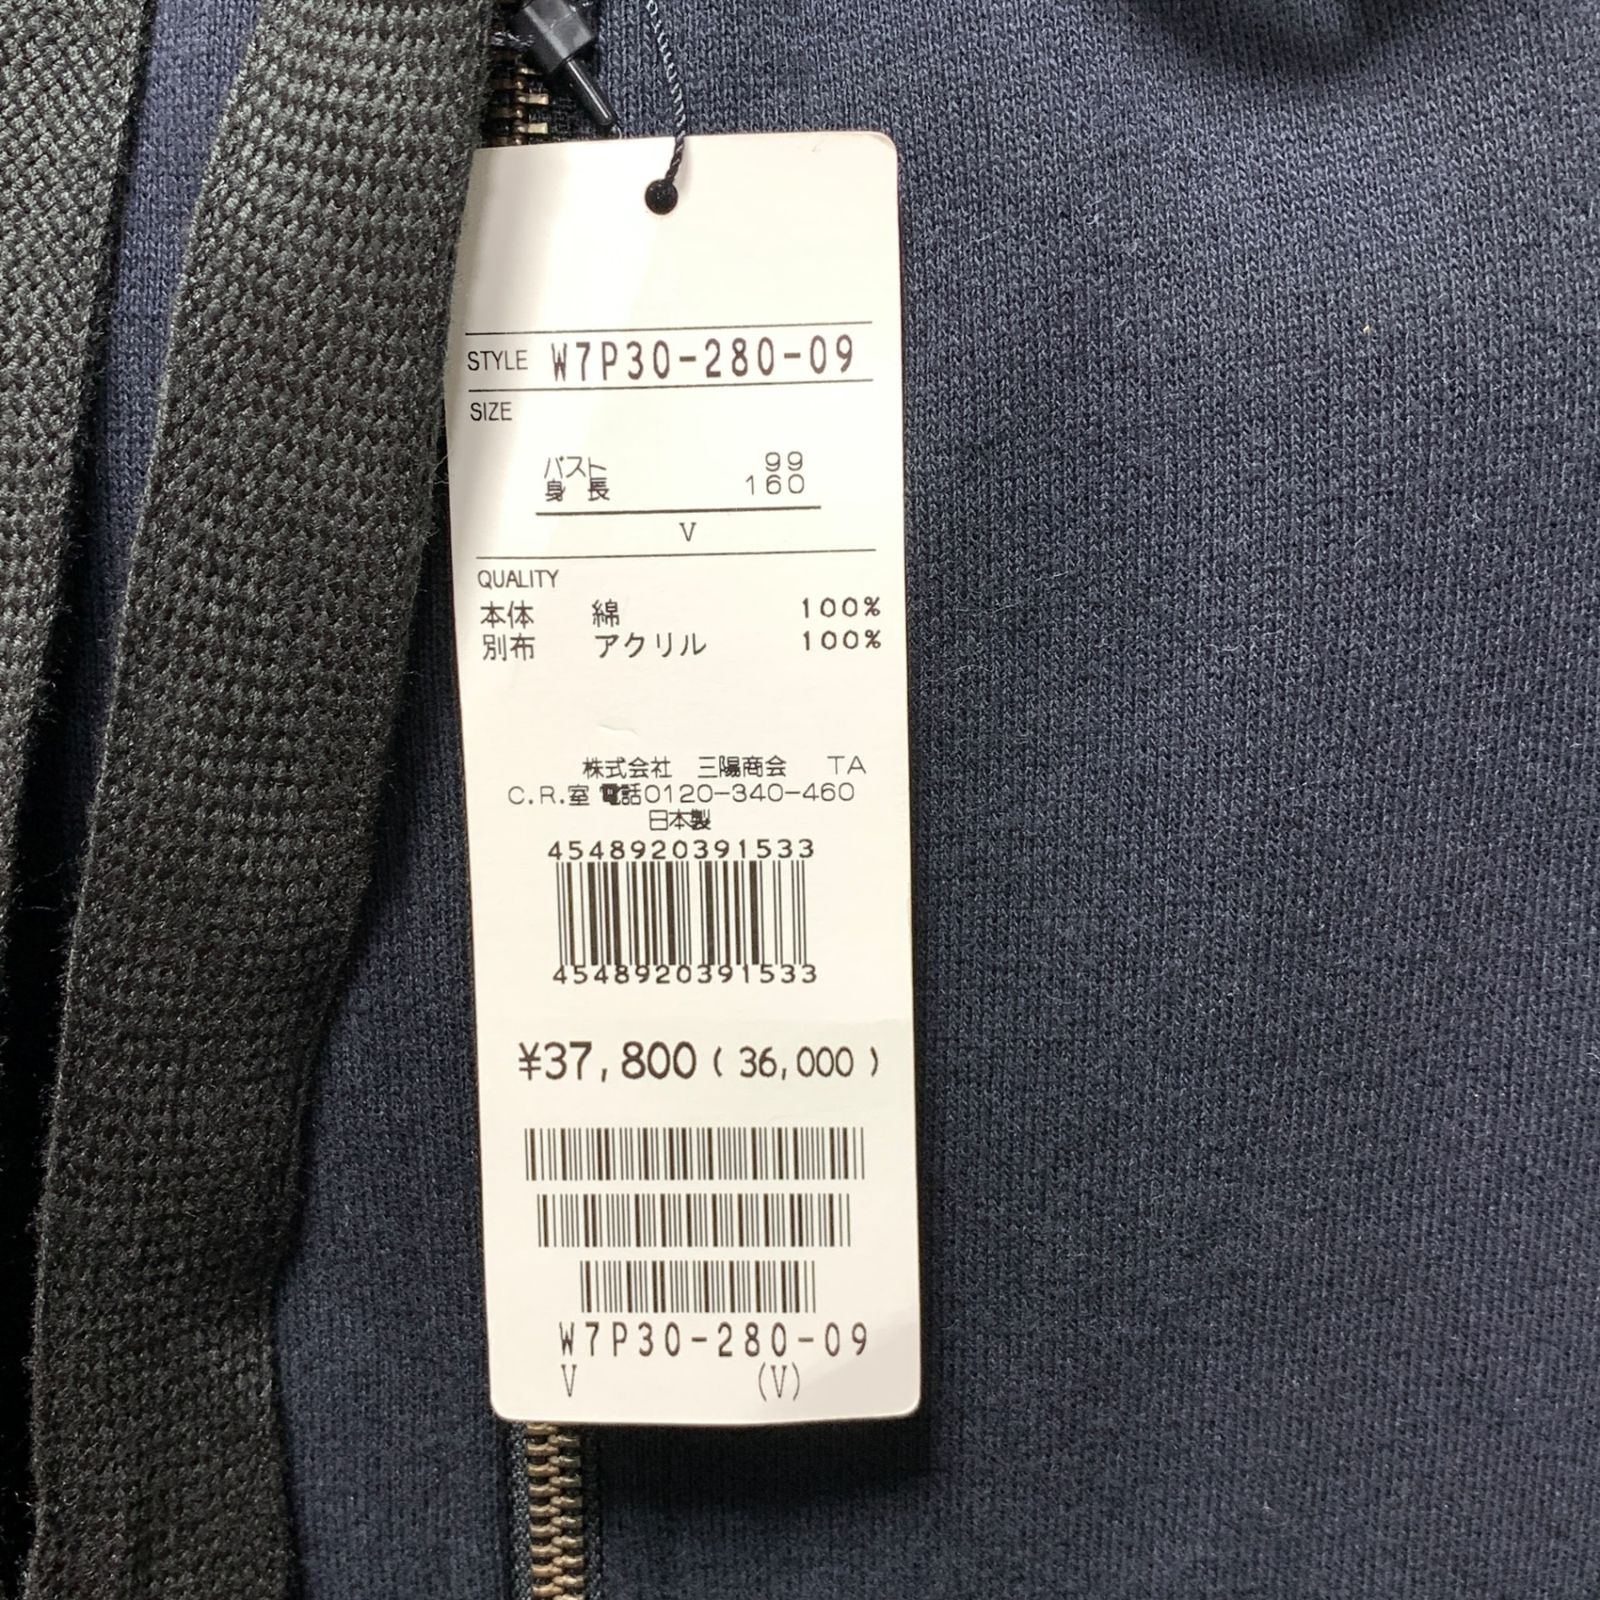 STYLE W7P30-280-09
SIZE
バスト 99
身長 160
V
QUALITY
本体 綿 100%
別布 アクリル 100%
株式会社 三陽商会 TA
C.R.室 電話0120-340-460
日本製
4548920391533
4548920391533
¥37,800 ( 36,000 )
W7P30-280-09
V (V)